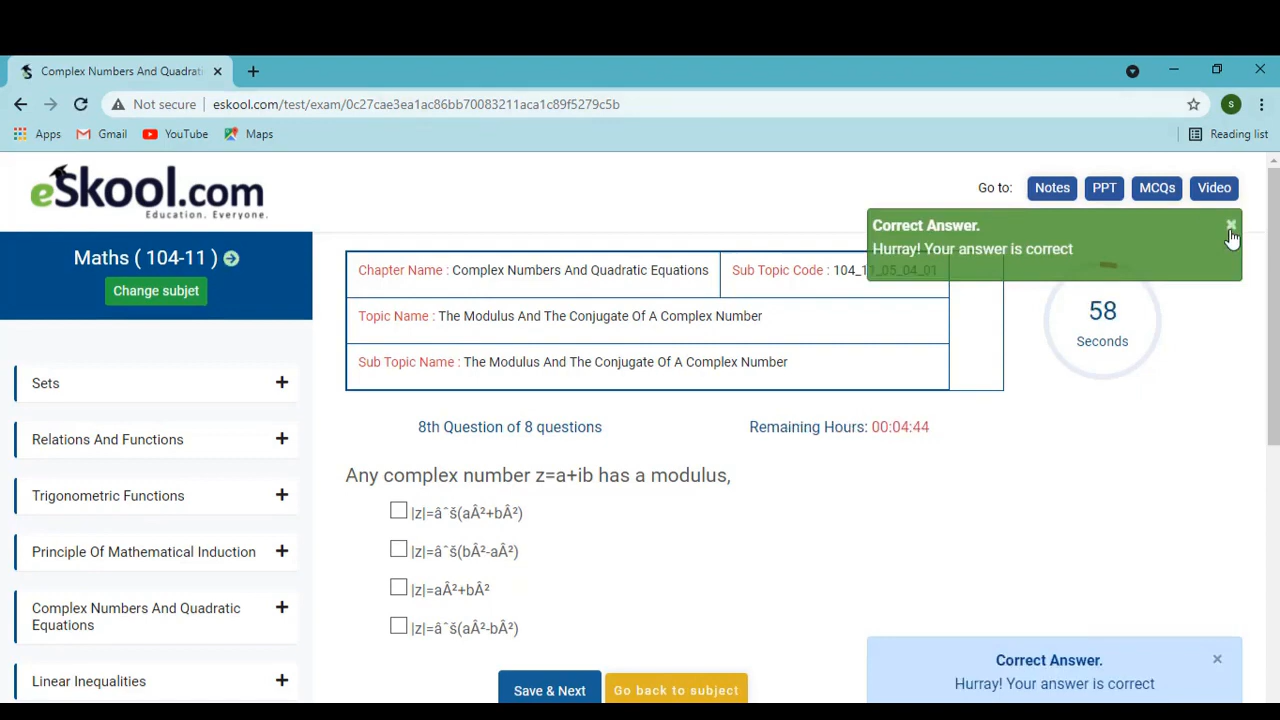 Complex Numbers And Quadrati
Not secure
eskool.com/test/exam/0c27cae3ea1ac86bb70083211aca1c89f5279c5b
S
Apps
Gmail
YouTube
Maps
Reading list
eSkool.com
Education. Everyone.
Go to:
Notes
PPT
MCQs
Video
Correct Answer.
Hurray! Your answer is correct
Maths ( 104-11 )
Change subjet
Chapter Name : Complex Numbers And Quadratic Equations
Sub Topic Code : 104_11_05_04_01
Topic Name : The Modulus And The Conjugate Of A Complex Number
Sub Topic Name : The Modulus And The Conjugate Of A Complex Number
58
Seconds
Sets
Relations And Functions
Trigonometric Functions
Principle Of Mathematical Induction
Complex Numbers And Quadratic
Equations
Linear Inequalities
8th Question of 8 questions
Remaining Hours: 00:04:44
Any complex number z=a+ib has a modulus,
|z|=âˆš(aÂ²+bÂ²)
|z|=âˆš(bÂ²-aÂ²)
|z|=aÂ²+bÂ²
|z|=âˆš(aÂ²-bÂ²)
Save & Next
Go back to subject
Correct Answer.
Hurray! Your answer is correct